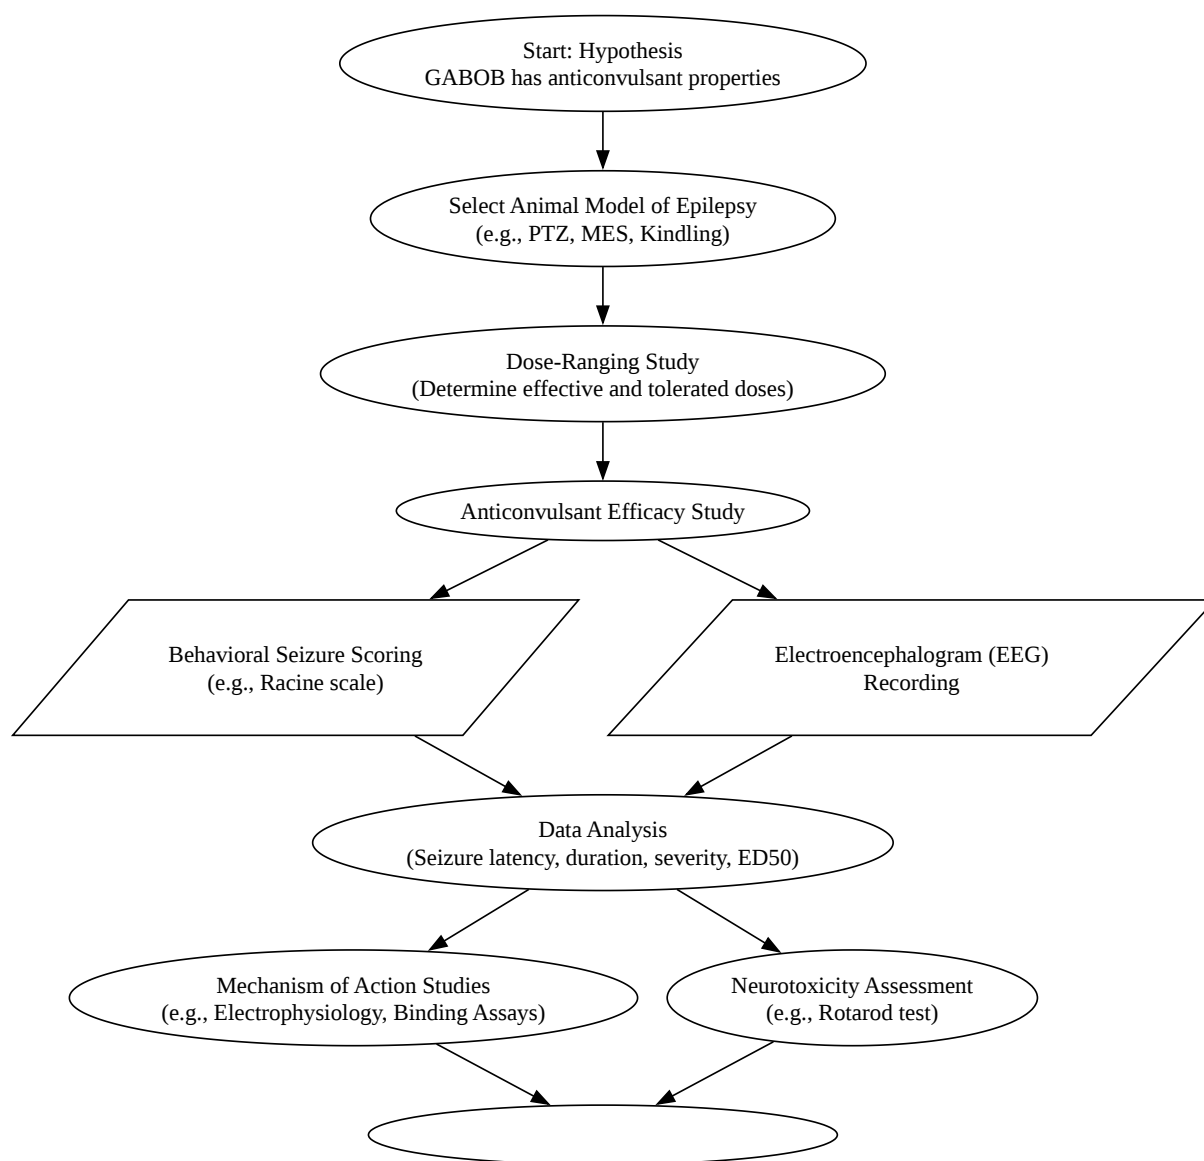 Start: Hypothesis
GABOB has anticonvulsant properties
Select Animal Model of Epilepsy
(e.g., PTZ, MES, Kindling)
Dose-Ranging Study
(Determine effective and tolerated doses)
Anticonvulsant Efficacy Study
Behavioral Seizure Scoring
(e.g., Racine scale)
Electroencephalogram (EEG)
Recording
Data Analysis
(Seizure latency, duration, severity, ED50)
Mechanism of Action Studies
(e.g., Electrophysiology, Binding Assays)
Neurotoxicity Assessment
(e.g., Rotarod test)